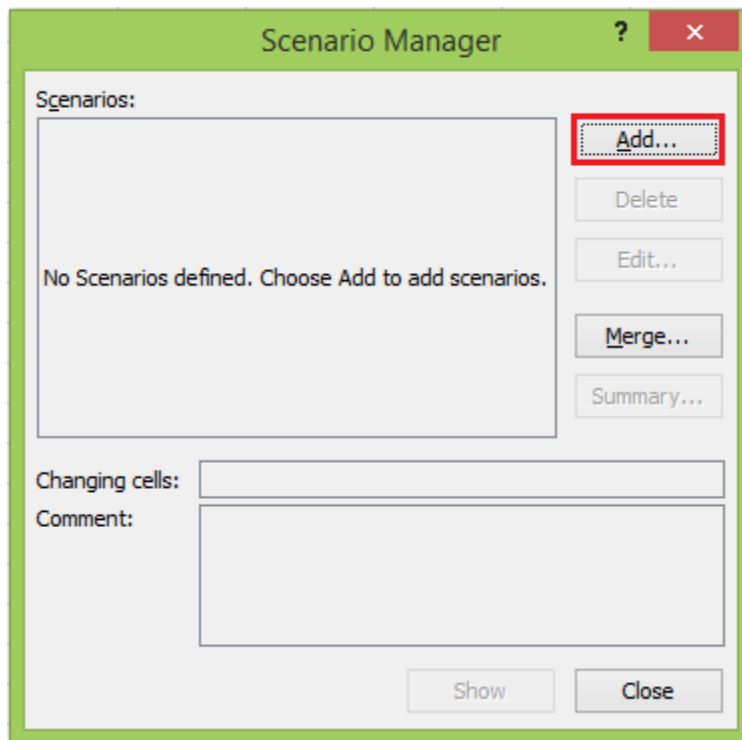 Scenario Manager
?
×
Scenarios:
Add...
Delete
No Scenarios defined. Choose Add to add scenarios.
Edit...
Merge...
Summary...
Changing cells:
Comment:
Show
Close